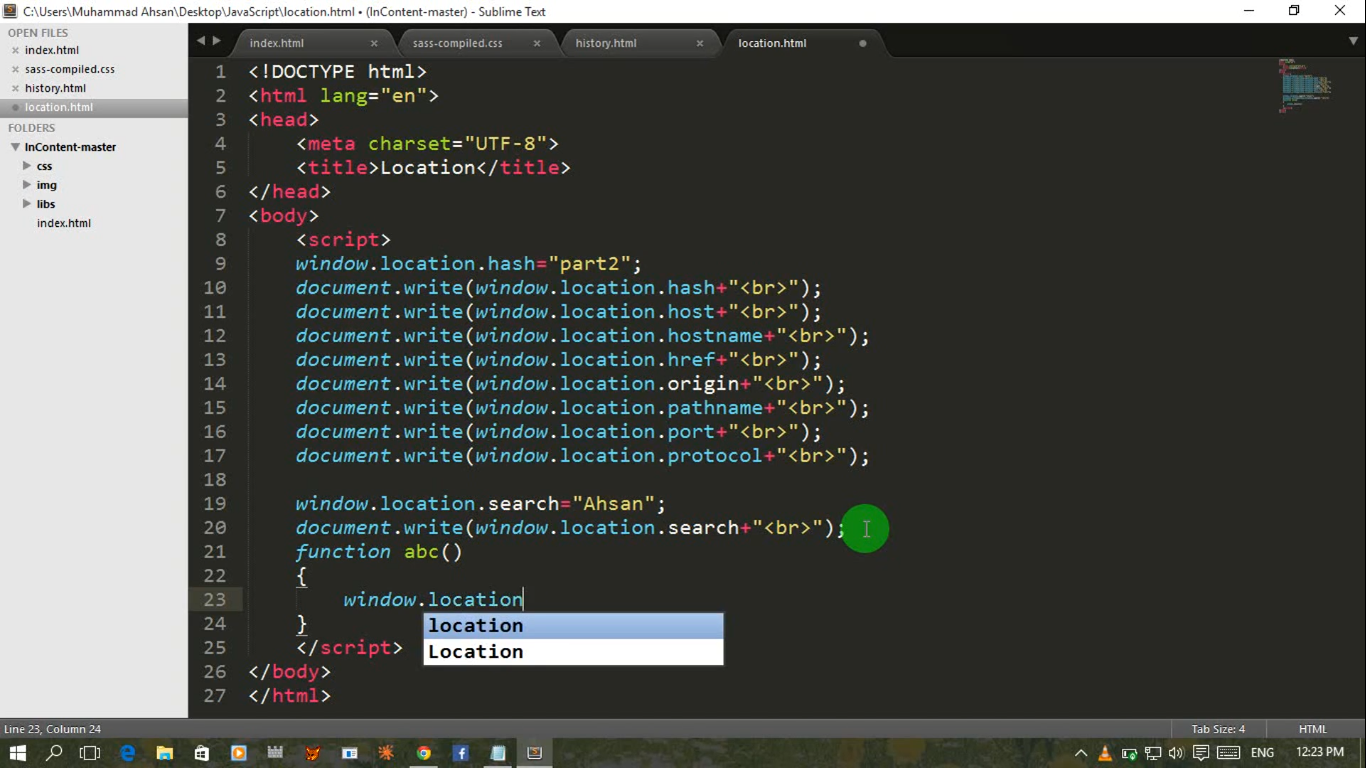 C:\Users\Muhammad Ahsan\Desktop\JavaScript\location.html • (InContent-master) - Sublime Text
OPEN FILES
index.html
sass-compiled.css
history.html
location.html
FOLDERS
InContent-master
css
img
libs
index.html
index.html
sass-compiled.css
history.html
location.html
1 <!DOCTYPE html>
2 <html lang="en">
3 <head>
4 <meta charset="UTF-8">
5 <title>Location</title>
6 </head>
7 <body>
8 <script>
9 window.location.hash="part2";
10 document.write(window.location.hash+"<br>");
11 document.write(window.location.host+"<br>");
12 document.write(window.location.hostname+"<br>");
13 document.write(window.location.href+"<br>");
14 document.write(window.location.origin+"<br>");
15 document.write(window.location.pathname+"<br>");
16 document.write(window.location.port+"<br>");
17 document.write(window.location.protocol+"<br>");
18
19 window.location.search="Ahsan";
20 document.write(window.location.search+"<br>");
21 function abc()
22 {
23 window.location
24 }
location
25 </script>
Location
26 </body>
27 </html>
Line 23, Column 24
Tab Size: 4
HTML
ENG
12:23 PM